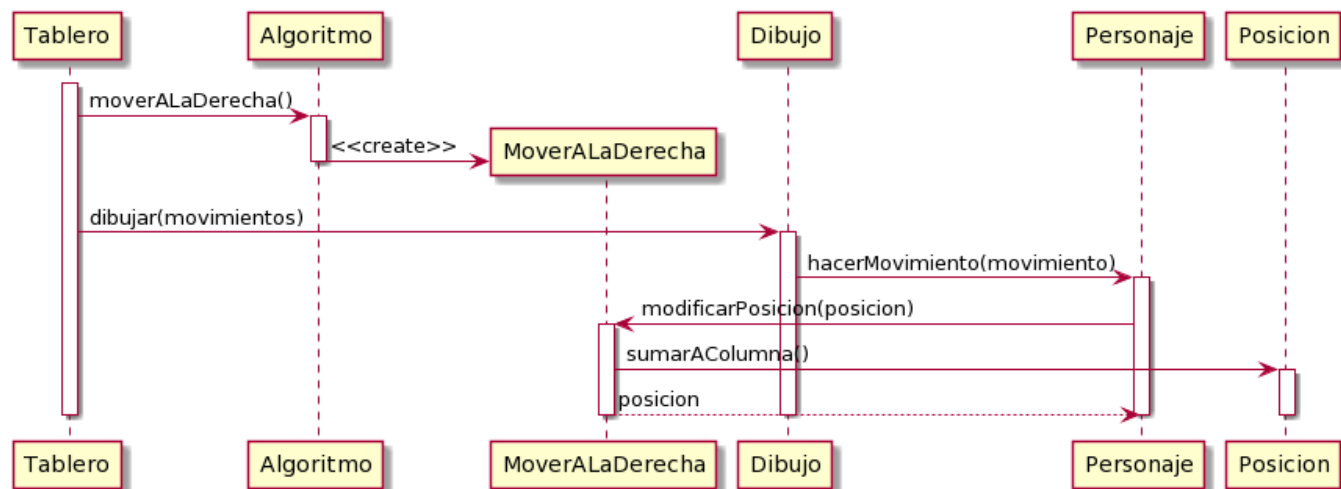 Tablero
Algoritmo
Dibujo
Personaje
Posicion
moverALaDerecha()
<<create>>
MoverALaDerecha
dibujar(movimientos)
hacerMovimiento(movimiento)
modificarPosicion(posicion)
sumarAColumna()
posicion
Tablero
Algoritmo
MoverALaDerecha
Dibujo
Personaje
Posicion